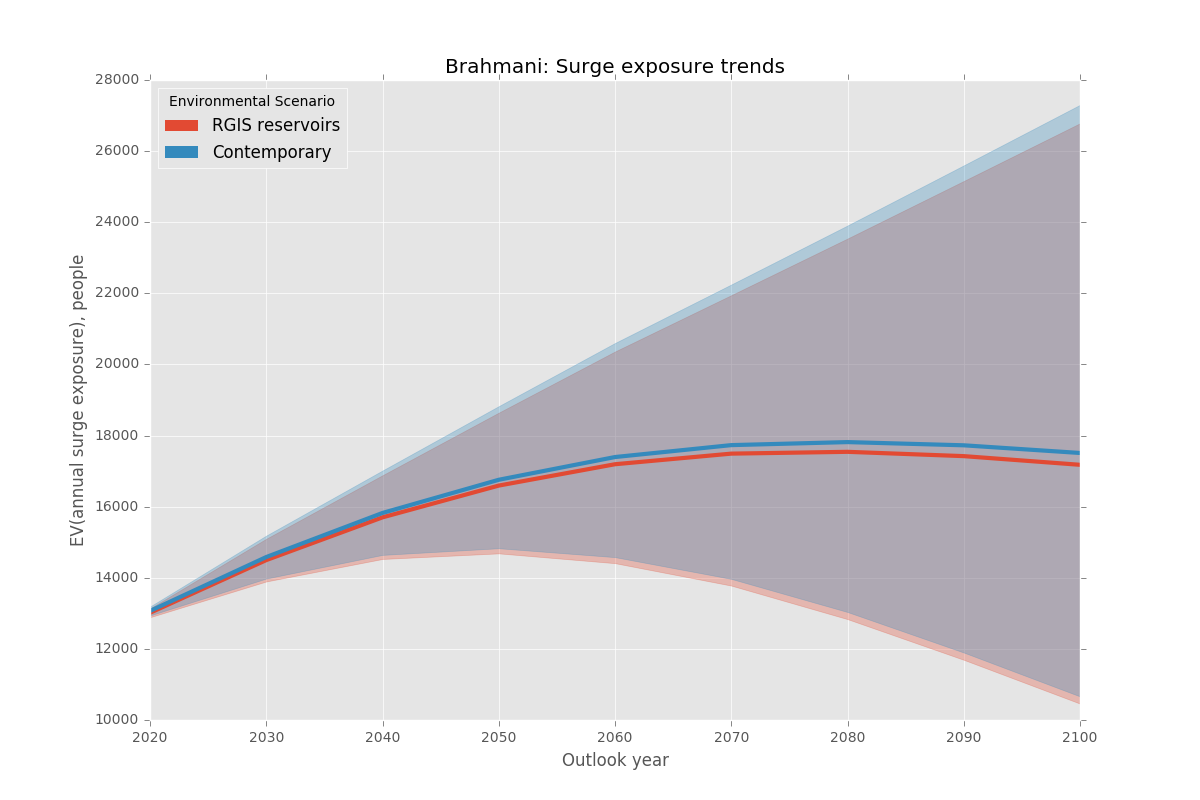 Brahmani: Surge exposure trends
Environmental Scenario
RGIS reservoirs
Contemporary
EV(annual surge exposure), people
28000
26000
24000
22000
20000
18000
16000
14000
12000
10000
2020 2030 2040 2050 2060 2070 2080 2090 2100
Outlook year